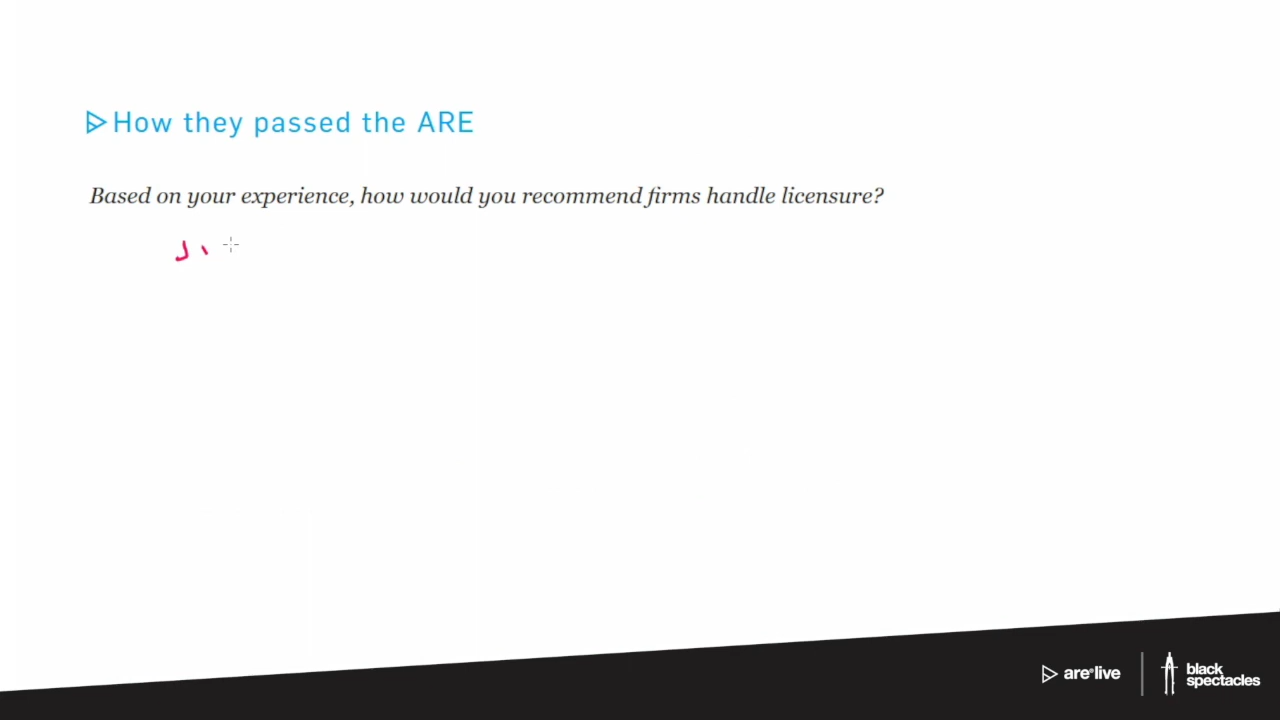 How they passed the ARE
Based on your experience, how would you recommend firms handle licensure?
are®live
black
spectacles